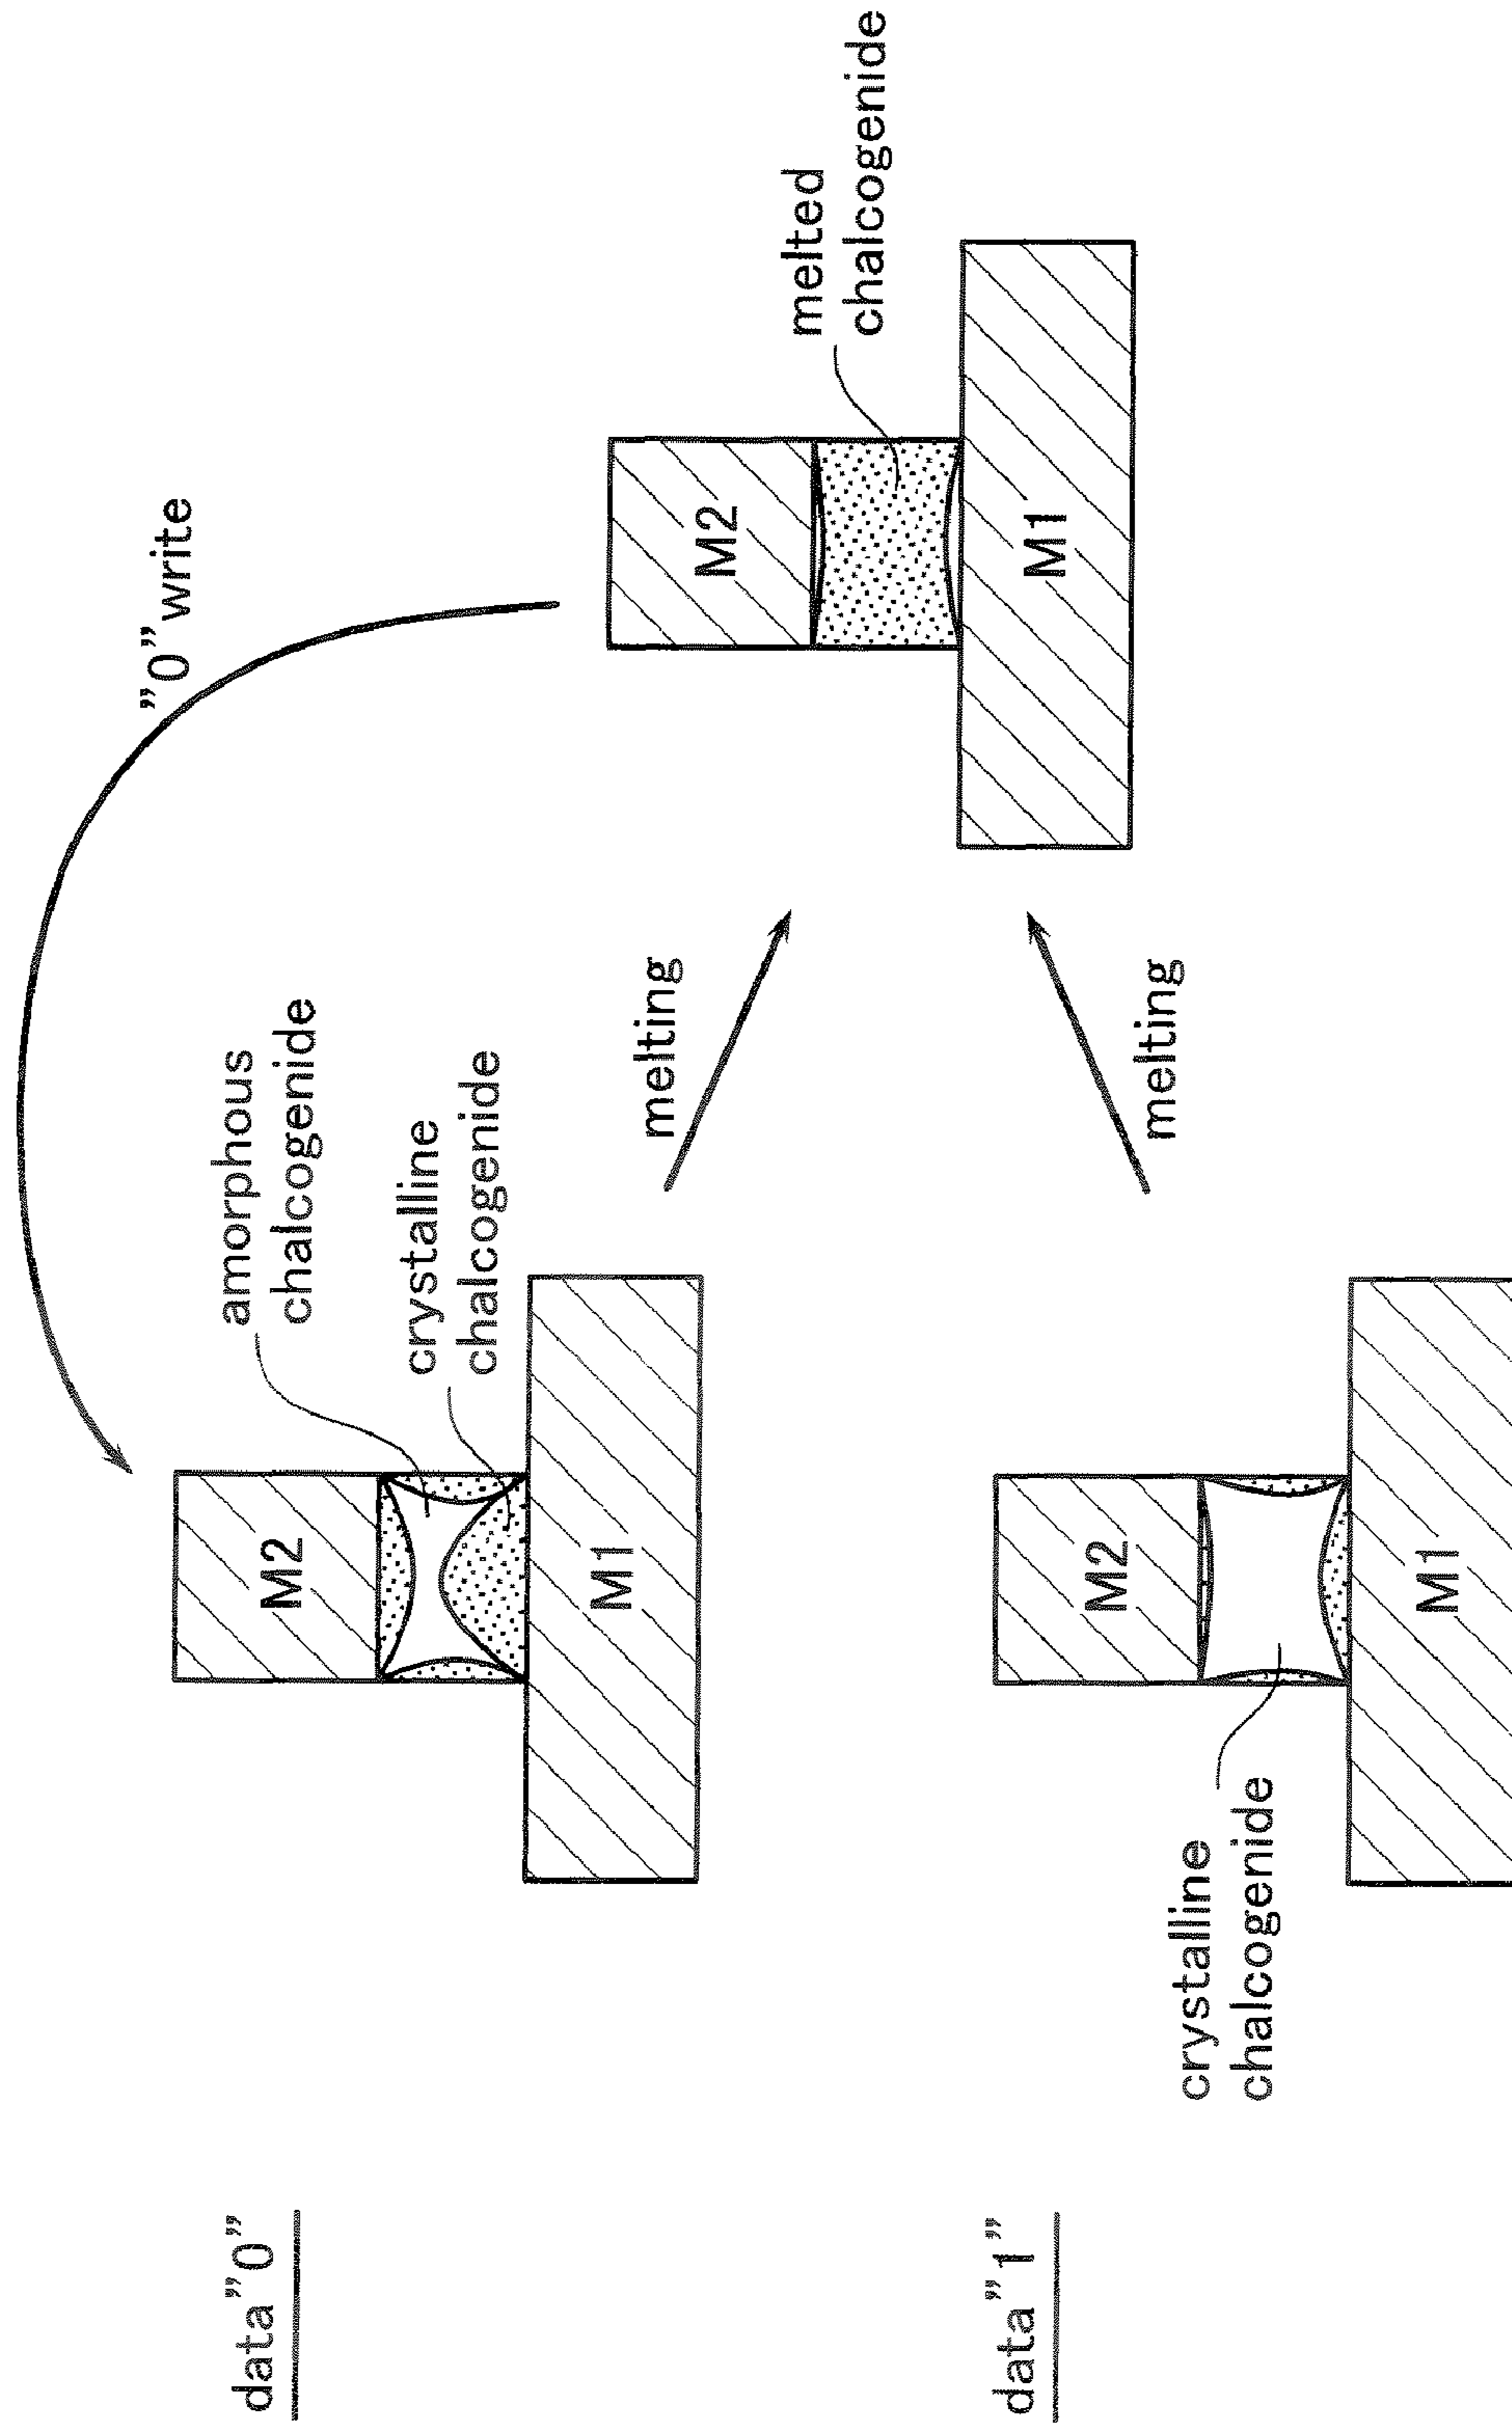 ”0” write
data”0”
amorphous
chalcogenide
crystalline
chalcogenide
M2
M1
melting
melted
chalcogenide
M2
M1
melting
data”1”
crystalline
chalcogenide
M2
M1